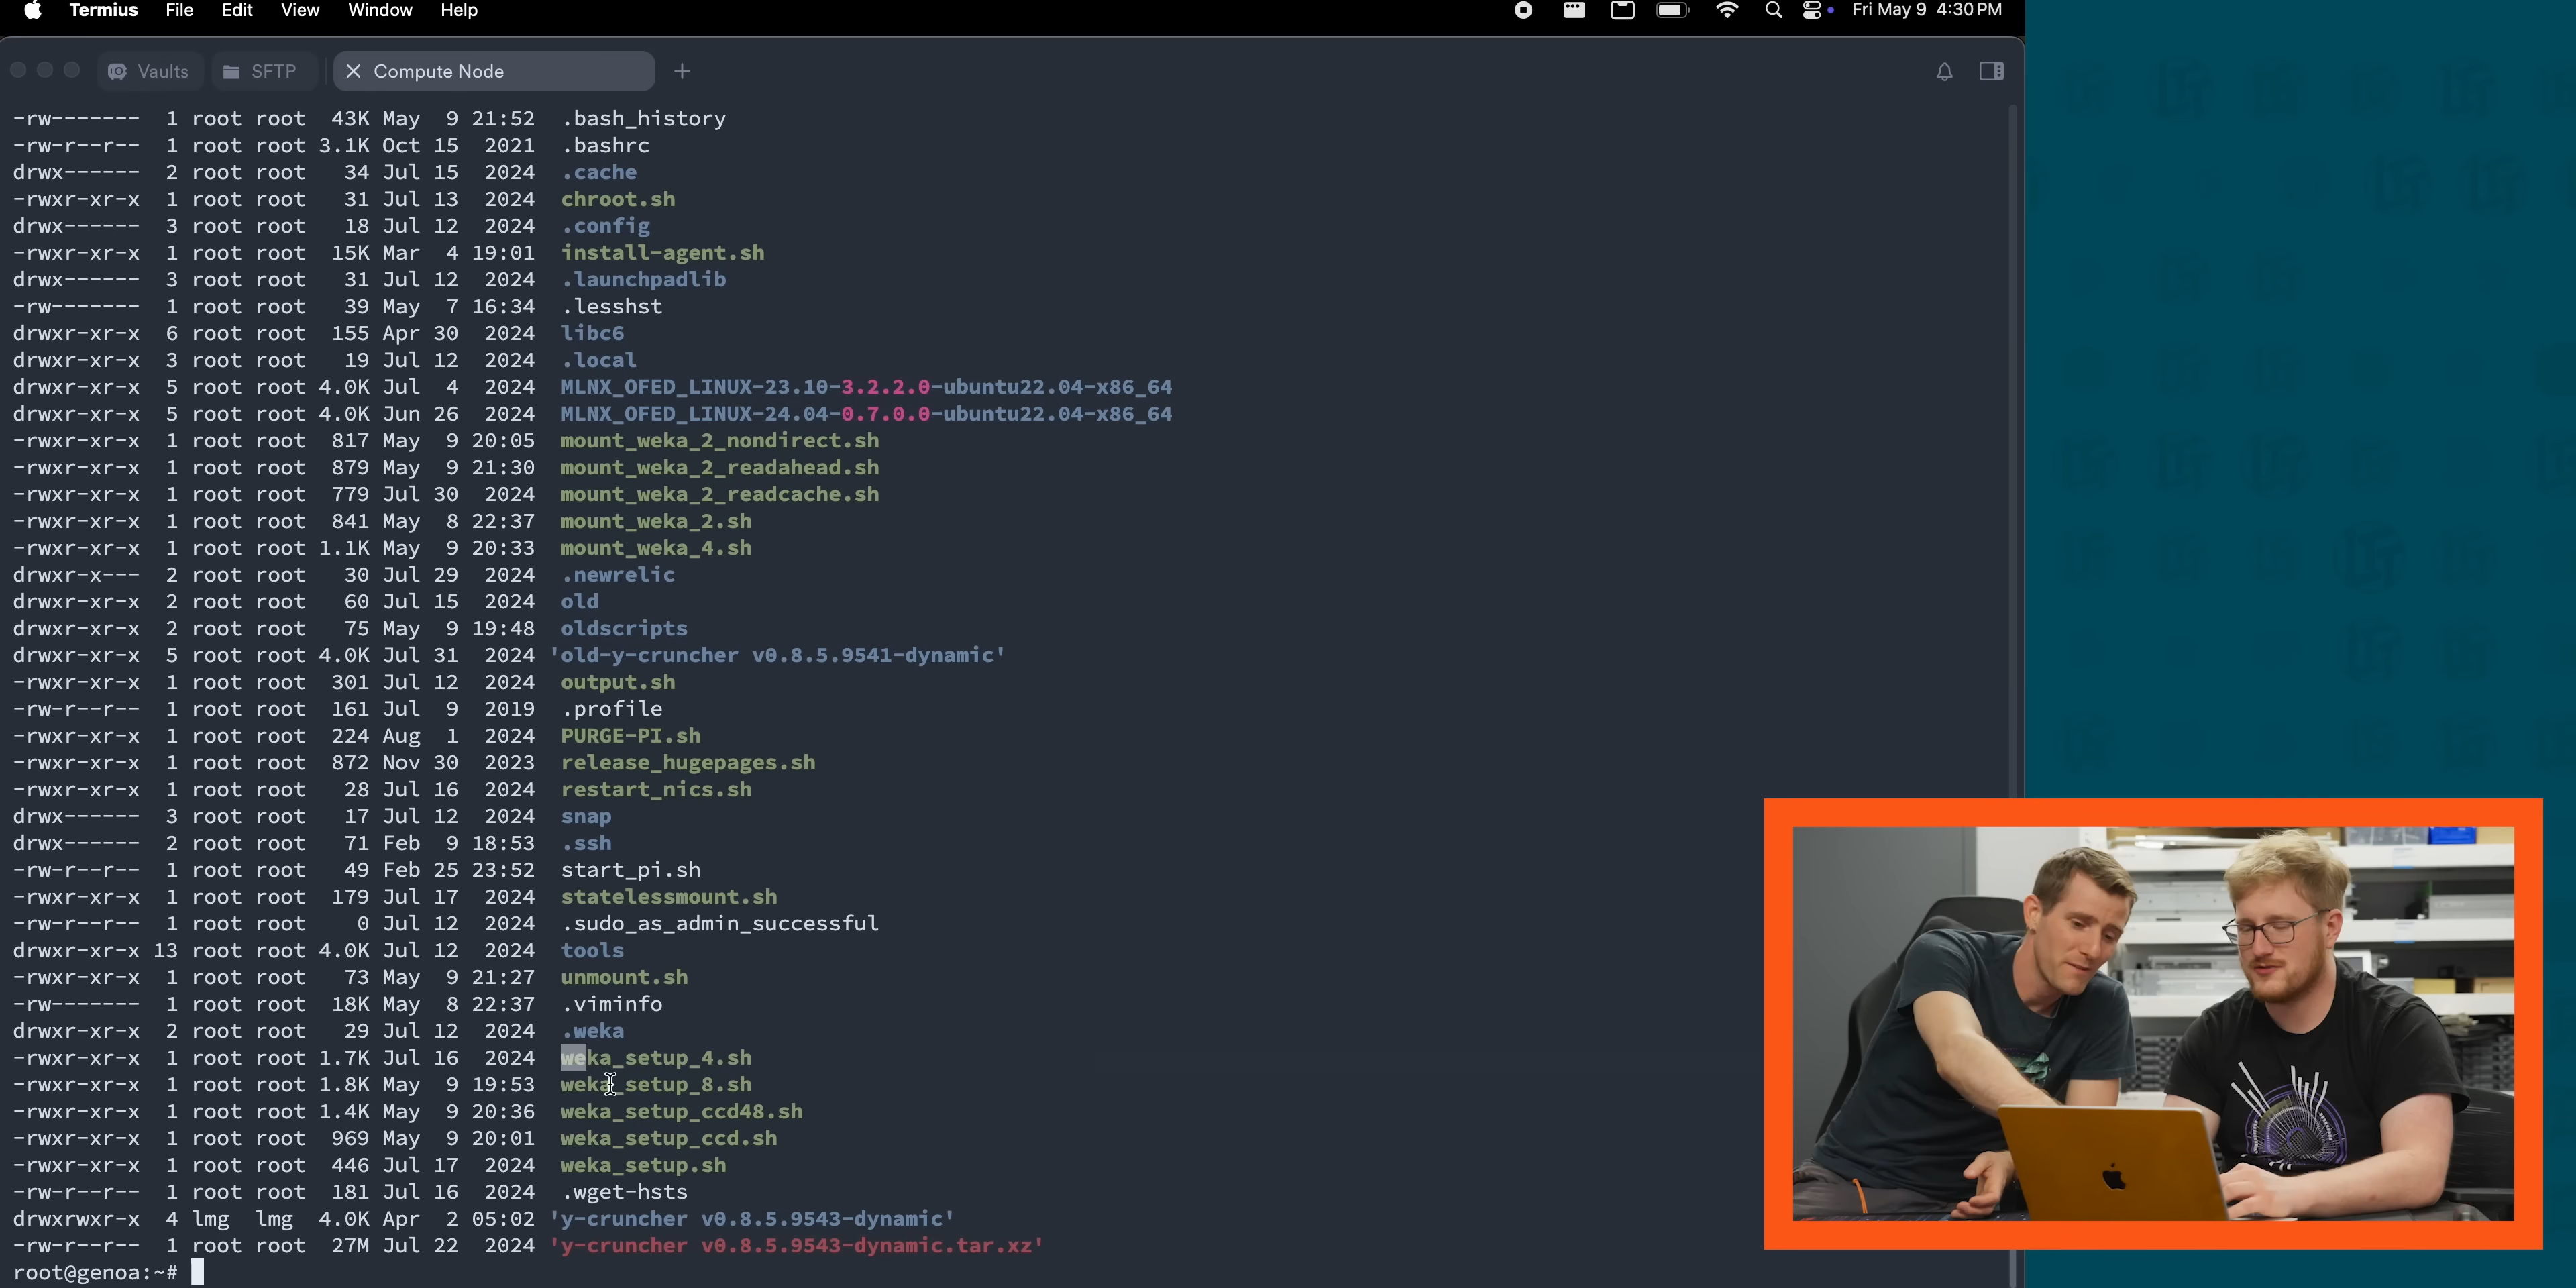 Termius File Edit View Window Help Fri May 9 4:30 PM
Vaults SFTP Compute Node
-rw------- 1 root root 43K May 9 21:52 .bash_history
-rw-r--r-- 1 root root 3.1K Oct 15 2021 .bashrc
drwx------ 2 root root 34 Jul 15 2024 .cache
-rwxr-xr-x 1 root root 31 Jul 13 2024 chroot.sh
drwx------ 3 root root 18 Jul 12 2024 .config
-rwxr-xr-x 1 root root 15K Mar 4 19:01 install-agent.sh
drwx------ 3 root root 31 Jul 12 2024 .launchpadlib
-rw------- 1 root root 39 May 7 16:34 .lesshst
drwxr-xr-x 6 root root 155 Apr 30 2024 libc6
drwxr-xr-x 3 root root 19 Jul 12 2024 .local
drwxr-xr-x 5 root root 4.0K Jul 4 2024 MLNX_OFED_LINUX-23.10-3.2.2.0-ubuntu22.04-x86_64
drwxr-xr-x 5 root root 4.0K Jun 26 2024 MLNX_OFED_LINUX-24.04-0.7.0.0-ubuntu22.04-x86_64
-rwxr-xr-x 1 root root 817 May 9 20:05 mount_weka_2_nondirect.sh
-rwxr-xr-x 1 root root 879 May 9 21:30 mount_weka_2_readahead.sh
-rwxr-xr-x 1 root root 779 Jul 30 2024 mount_weka_2_readcache.sh
-rwxr-xr-x 1 root root 841 May 8 22:37 mount_weka_2.sh
-rwxr-xr-x 1 root root 1.1K May 9 20:33 mount_weka_4.sh
drwxr-x--- 2 root root 30 Jul 29 2024 .newrelic
drwxr-xr-x 2 root root 60 Jul 15 2024 old
drwxr-xr-x 2 root root 75 May 9 19:48 oldscripts
drwxr-xr-x 5 root root 4.0K Jul 31 2024 'old-y-cruncher v0.8.5.9541-dynamic'
-rwxr-xr-x 1 root root 301 Jul 12 2024 output.sh
-rw-r--r-- 1 root root 161 Jul 9 2019 .profile
-rwxr-xr-x 1 root root 224 Aug 1 2024 PURGE-PI.sh
-rwxr-xr-x 1 root root 872 Nov 30 2023 release_hugepages.sh
-rwxr-xr-x 1 root root 28 Jul 16 2024 restart_nics.sh
drwx------ 3 root root 17 Jul 12 2024 snap
drwx------ 2 root root 71 Feb 9 18:53 .ssh
-rw-r--r-- 1 root root 49 Feb 25 23:52 start_pi.sh
-rwxr-xr-x 1 root root 179 Jul 17 2024 statelessmount.sh
-rw-r--r-- 1 root root 0 Jul 12 2024 .sudo_as_admin_successful
drwxr-xr-x 13 root root 4.0K Jul 12 2024 tools
-rwxr-xr-x 1 root root 73 May 9 21:27 unmount.sh
-rw------- 1 root root 18K May 8 22:37 .viminfo
drwxr-xr-x 2 root root 29 Jul 12 2024 .weka
-rwxr-xr-x 1 root root 1.7K Jul 16 2024 weka_setup_4.sh
-rwxr-xr-x 1 root root 1.8K May 9 19:53 weka_setup_8.sh
-rwxr-xr-x 1 root root 1.4K May 9 20:36 weka_setup_ccd48.sh
-rwxr-xr-x 1 root root 969 May 9 20:01 weka_setup_ccd.sh
-rwxr-xr-x 1 root root 446 Jul 17 2024 weka_setup.sh
-rw-r--r-- 1 root root 181 Jul 16 2024 .wget-hsts
drwxrwxr-x 4 lmg lmg 4.0K Apr 2 05:02 'y-cruncher v0.8.5.9543-dynamic'
-rw-r--r-- 1 root root 27M Jul 22 2024 'y-cruncher v0.8.5.9543-dynamic.tar.xz'
root@genoa:~#